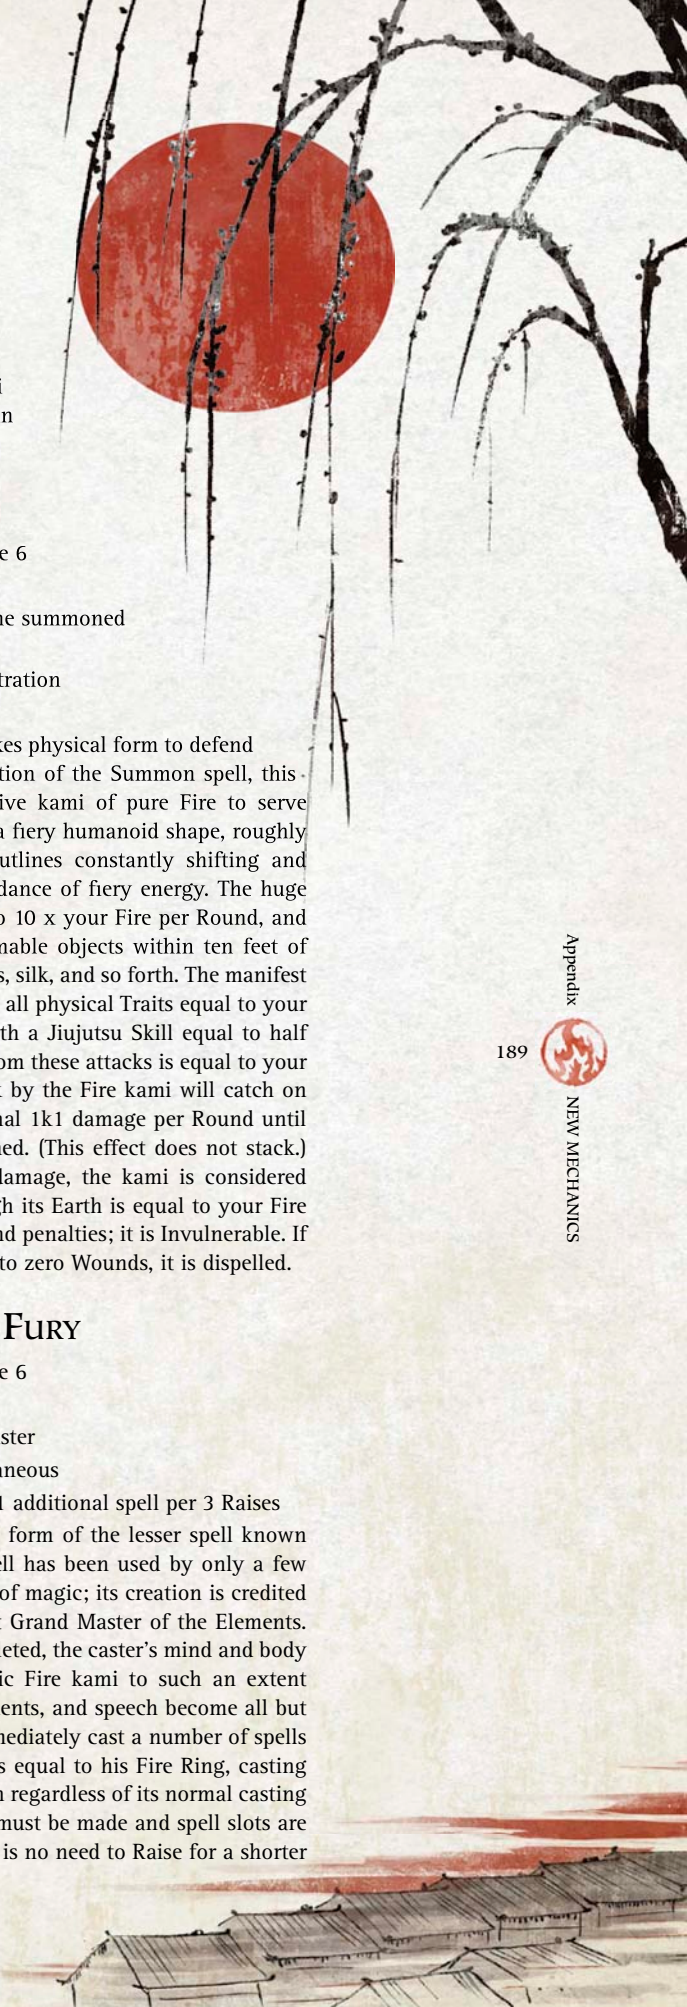 i
n
e 6
he summoned
tration
kes physical form to defend
tion of the Summon spell, this
ive kami of pure Fire to serve
a fiery humanoid shape, roughly
utlines constantly shifting and
dance of fiery energy. The huge
o 10 x your Fire per Round, and
mable objects within ten feet of
s, silk, and so forth. The manifest
all physical Traits equal to your
th a Jiujutsu Skill equal to half
om these attacks is equal to your
k by the Fire kami will catch on
nal 1k1 damage per Round until
hed. (This effect does not stack.)
damage, the kami is considered
gh its Earth is equal to your Fire
nd penalties; it is Invulnerable. If
to zero Wounds, it is dispelled.
Fury
e 6
ster
aneous
1 additional spell per 3 Raises
form of the lesser spell known
ell has been used by only a few
of magic; its creation is credited
t Grand Master of the Elements.
leted, the caster's mind and body
ic Fire kami to such an extent
ents, and speech become all but
mediately cast a number of spells
s equal to his Fire Ring, casting
n regardless of its normal casting
must be made and spell slots are
is no need to Raise for a shorter
Appendix
189
NEW MECHANICS